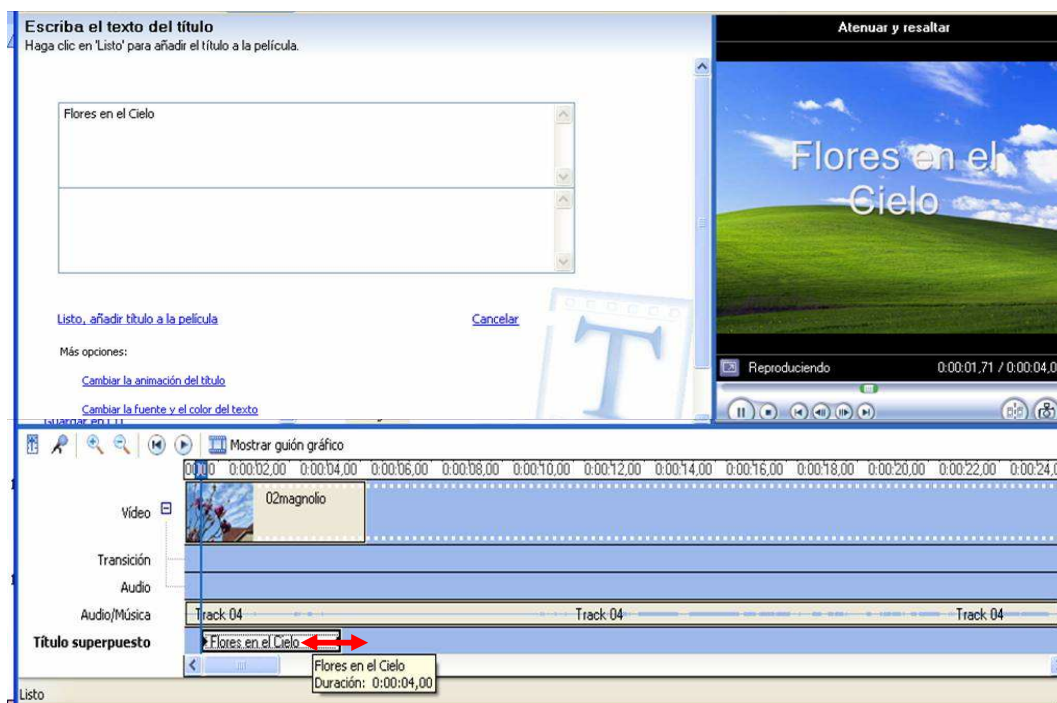 Escriba el texto del título
Haga clic en 'Listo' para añadir el título a la película.
Flores en el Cielo
Listo, añadir título a la película
Cancelar
Más opciones:
Cambiar la animación del título
Cambiar la fuente y el color del texto
Atenuar y resaltar
Flores en el
Cielo
Reproduciendo 0:00:01,71 / 0:00:04,0
Mostrar guión gráfico
0:00:02,00 0:00:04,00 0:00:06,00 0:00:08,00 0:00:10,00 0:00:12,00 0:00:14,00 0:00:16,00 0:00:18,00 0:00:20,00 0:00:22,00 0:00:24,0
Vídeo 02magnolio
Transición
Audio
Audio/Música Track 04 Track 04 Track 04
Título superpuesto Flores en el Cielo
Flores en el Cielo
Duración: 0:00:04,00
Listo